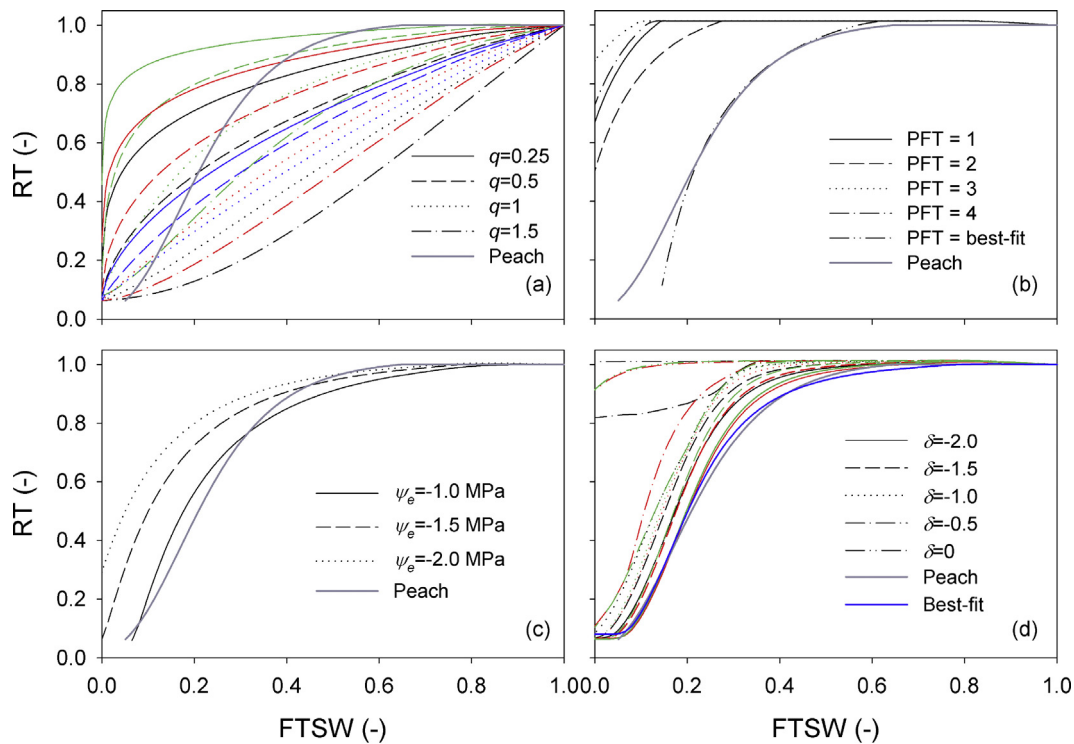 RT (-)
1.0
0.8
0.6
0.4
0.2
0.0
q=0.25
q=0.5
q=1
q=1.5
Peach
(a)
PFT = 1
PFT = 2
PFT = 3
PFT = 4
PFT = best-fit
Peach
(b)
RT (-)
1.0
0.8
0.6
0.4
0.2
0.0
ψe=-1.0 MPa
ψe=-1.5 MPa
ψe=-2.0 MPa
Peach
(c)
δ=-2.0
δ=-1.5
δ=-1.0
δ=-0.5
δ=0
Peach
Best-fit
(d)
0.0 0.2 0.4 0.6 0.8 1.00 0.2 0.4 0.6 0.8 1.0
FTSW (-) FTSW (-)